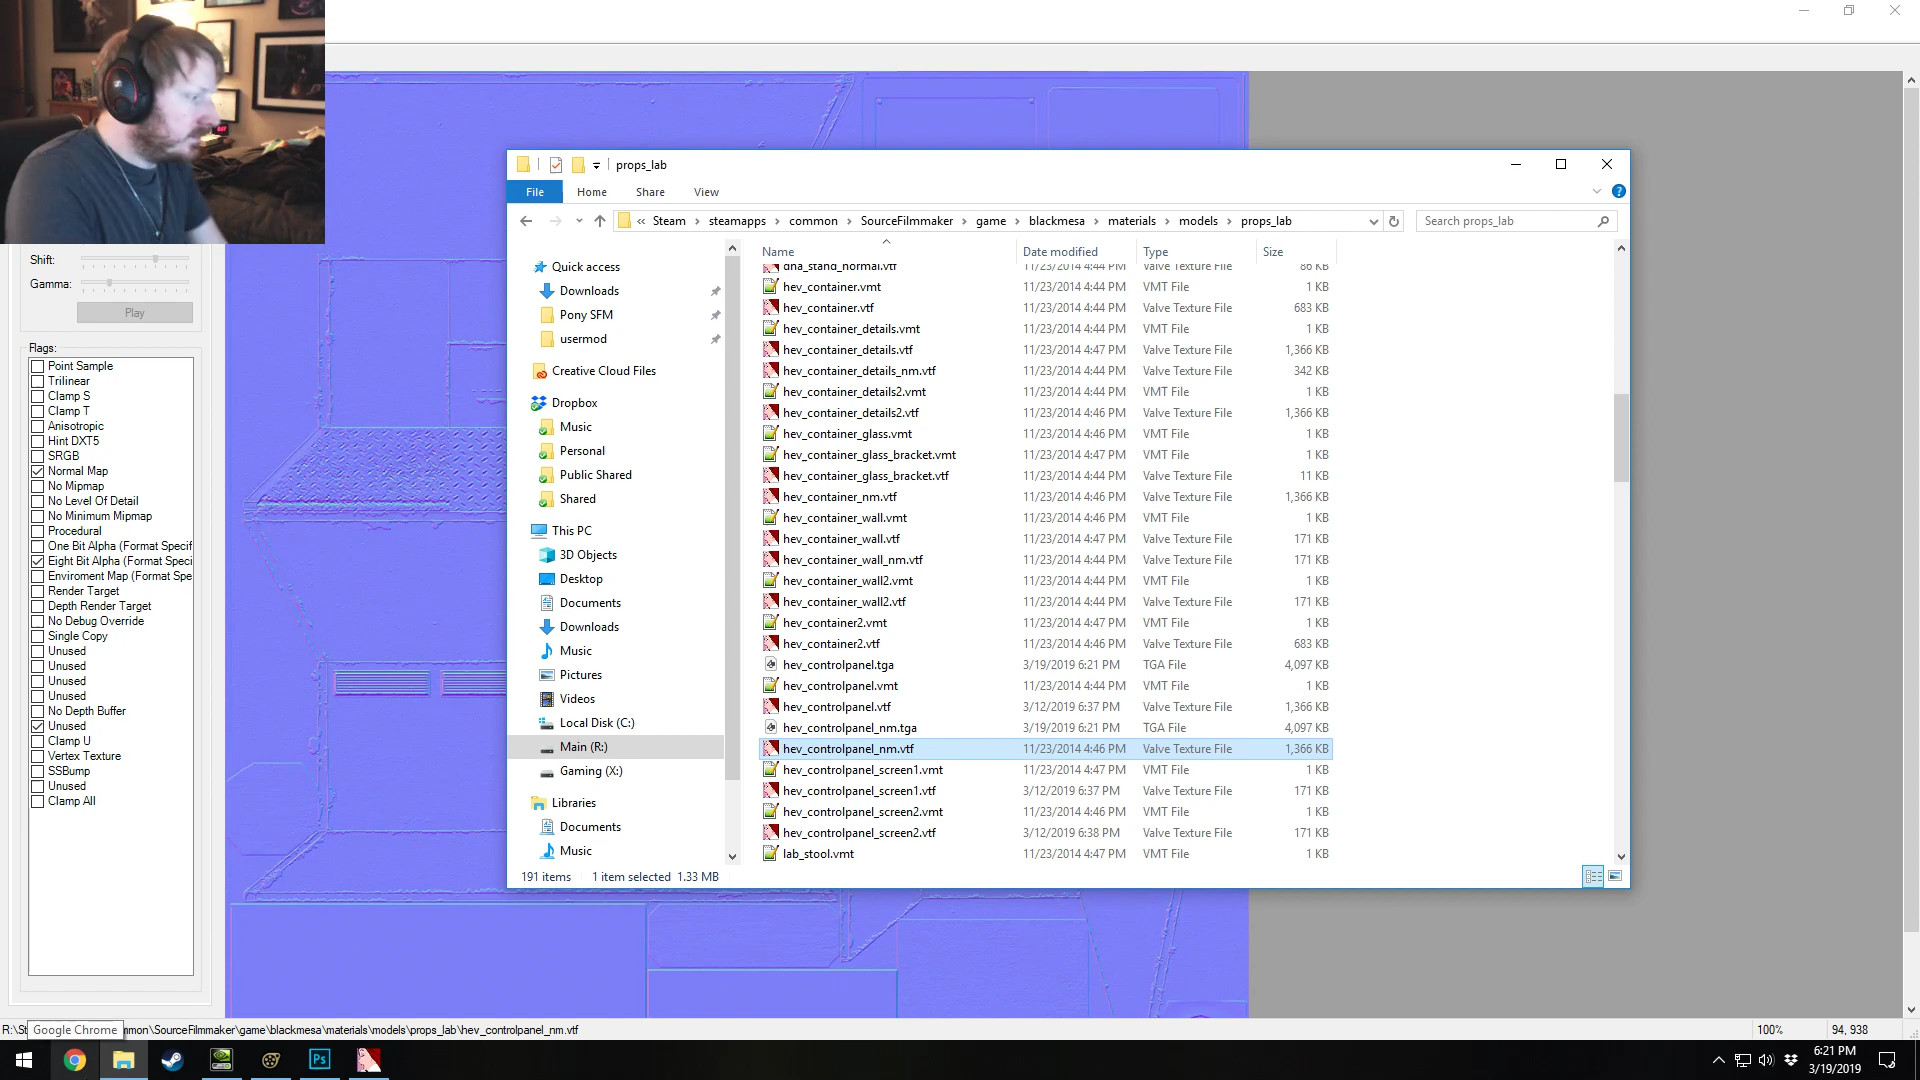 props_lab
File
Home
Share
View
«
Steam
steamapps
common
SourceFilmmaker
game
blackmesa
materials
models
props_lab
Search props_lab
Shift:
Gamma:
Play
Flags:
Point Sample
Trilinear
Clamp S
Clamp T
Anisotropic
Hint DXT5
SRGB
Normal Map
No Mipmap
No Level Of Detail
No Minimum Mipmap
Procedural
One Bit Alpha (Format Specif
Eight Bit Alpha (Format Speci
Enviroment Map (Format Spe
Render Target
Depth Render Target
No Debug Override
Single Copy
Unused
Unused
Unused
Unused
No Depth Buffer
Unused
Clamp U
Vertex Texture
SSBump
Unused
Clamp All
Quick access
Downloads
Pony SFM
usermod
Creative Cloud Files
Dropbox
Music
Personal
Public Shared
Shared
This PC
3D Objects
Desktop
Documents
Downloads
Music
Pictures
Videos
Local Disk (C:)
Main (R:)
Gaming (X:)
Libraries
Documents
Music
Name Date modified Type Size
dna_stand_normal.vtf 11/23/2014 4:44 PM Valve Texture File 86 KB
hev_container.vmt 11/23/2014 4:44 PM VMT File 1 KB
hev_container.vtf 11/23/2014 4:44 PM Valve Texture File 683 KB
hev_container_details.vmt 11/23/2014 4:44 PM VMT File 1 KB
hev_container_details.vtf 11/23/2014 4:47 PM Valve Texture File 1,366 KB
hev_container_details_nm.vtf 11/23/2014 4:44 PM Valve Texture File 342 KB
hev_container_details2.vmt 11/23/2014 4:44 PM VMT File 1 KB
hev_container_details2.vtf 11/23/2014 4:46 PM Valve Texture File 1,366 KB
hev_container_glass.vmt 11/23/2014 4:46 PM VMT File 1 KB
hev_container_glass_bracket.vmt 11/23/2014 4:47 PM VMT File 1 KB
hev_container_glass_bracket.vtf 11/23/2014 4:46 PM Valve Texture File 11 KB
hev_container_nm.vtf 11/23/2014 4:46 PM Valve Texture File 1,366 KB
hev_container_wall.vmt 11/23/2014 4:46 PM VMT File 1 KB
hev_container_wall.vtf 11/23/2014 4:44 PM Valve Texture File 171 KB
hev_container_wall_nm.vtf 11/23/2014 4:44 PM Valve Texture File 171 KB
hev_container_wall2.vmt 11/23/2014 4:44 PM VMT File 1 KB
hev_container_wall2.vtf 11/23/2014 4:44 PM Valve Texture File 171 KB
hev_container2.vmt 11/23/2014 4:47 PM VMT File 1 KB
hev_container2.vtf 11/23/2014 4:46 PM Valve Texture File 683 KB
hev_controlpanel.tga 3/19/2019 6:21 PM TGA File 4,097 KB
hev_controlpanel.vmt 11/23/2014 4:44 PM VMT File 1 KB
hev_controlpanel.vtf 3/12/2019 6:37 PM Valve Texture File 1,366 KB
hev_controlpanel_nm.tga 3/19/2019 6:21 PM TGA File 4,097 KB
hev_controlpanel_nm.vtf 11/23/2014 4:46 PM Valve Texture File 1,366 KB
hev_controlpanel_screen1.vmt 11/23/2014 4:47 PM VMT File 1 KB
hev_controlpanel_screen1.vtf 3/12/2019 6:37 PM Valve Texture File 171 KB
hev_controlpanel_screen2.vmt 11/23/2014 4:46 PM VMT File 1 KB
hev_controlpanel_screen2.vtf 3/12/2019 6:38 PM Valve Texture File 171 KB
lab_stool.vmt 11/23/2014 4:47 PM VMT File 1 KB
191 items 1 item selected 1.33 MB
R:\St
Google Chrome
mmon\SourceFilmmaker\game\blackmesa\materials\models\props_lab\hev_controlpanel_nm.vtf
100%
94, 938
Ps
6:21 PM
3/19/2019